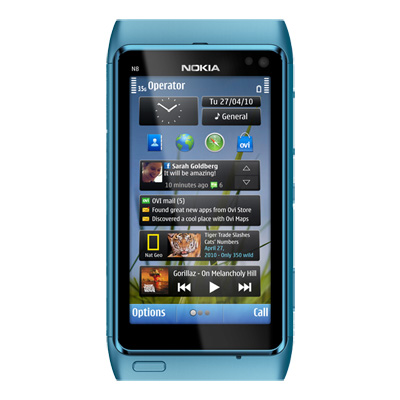 N8
NOKIA
15G Operator
Tu 27/04/10
General
ovi
f Sarah Goldberg
It will be amazing!
10 minutes ago 6
ovi OVI mail (5)
Found great new apps from Ovi Store
Discovered a cool place with Ovi Maps
Nat Geo
Tiger Trade Slashes
Cats' Numbers
April 27,
2010 - Only 350 wild
Gorillaz - On Melancholy Hill
Options
Call